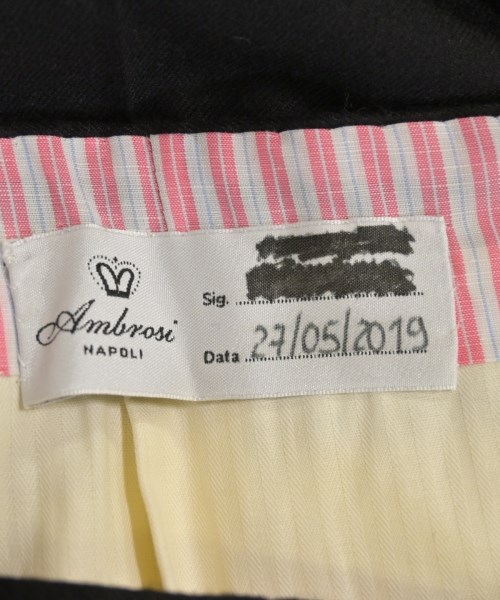 Ambrosi
NAPOLI
Sig.
Data 27/05/2019